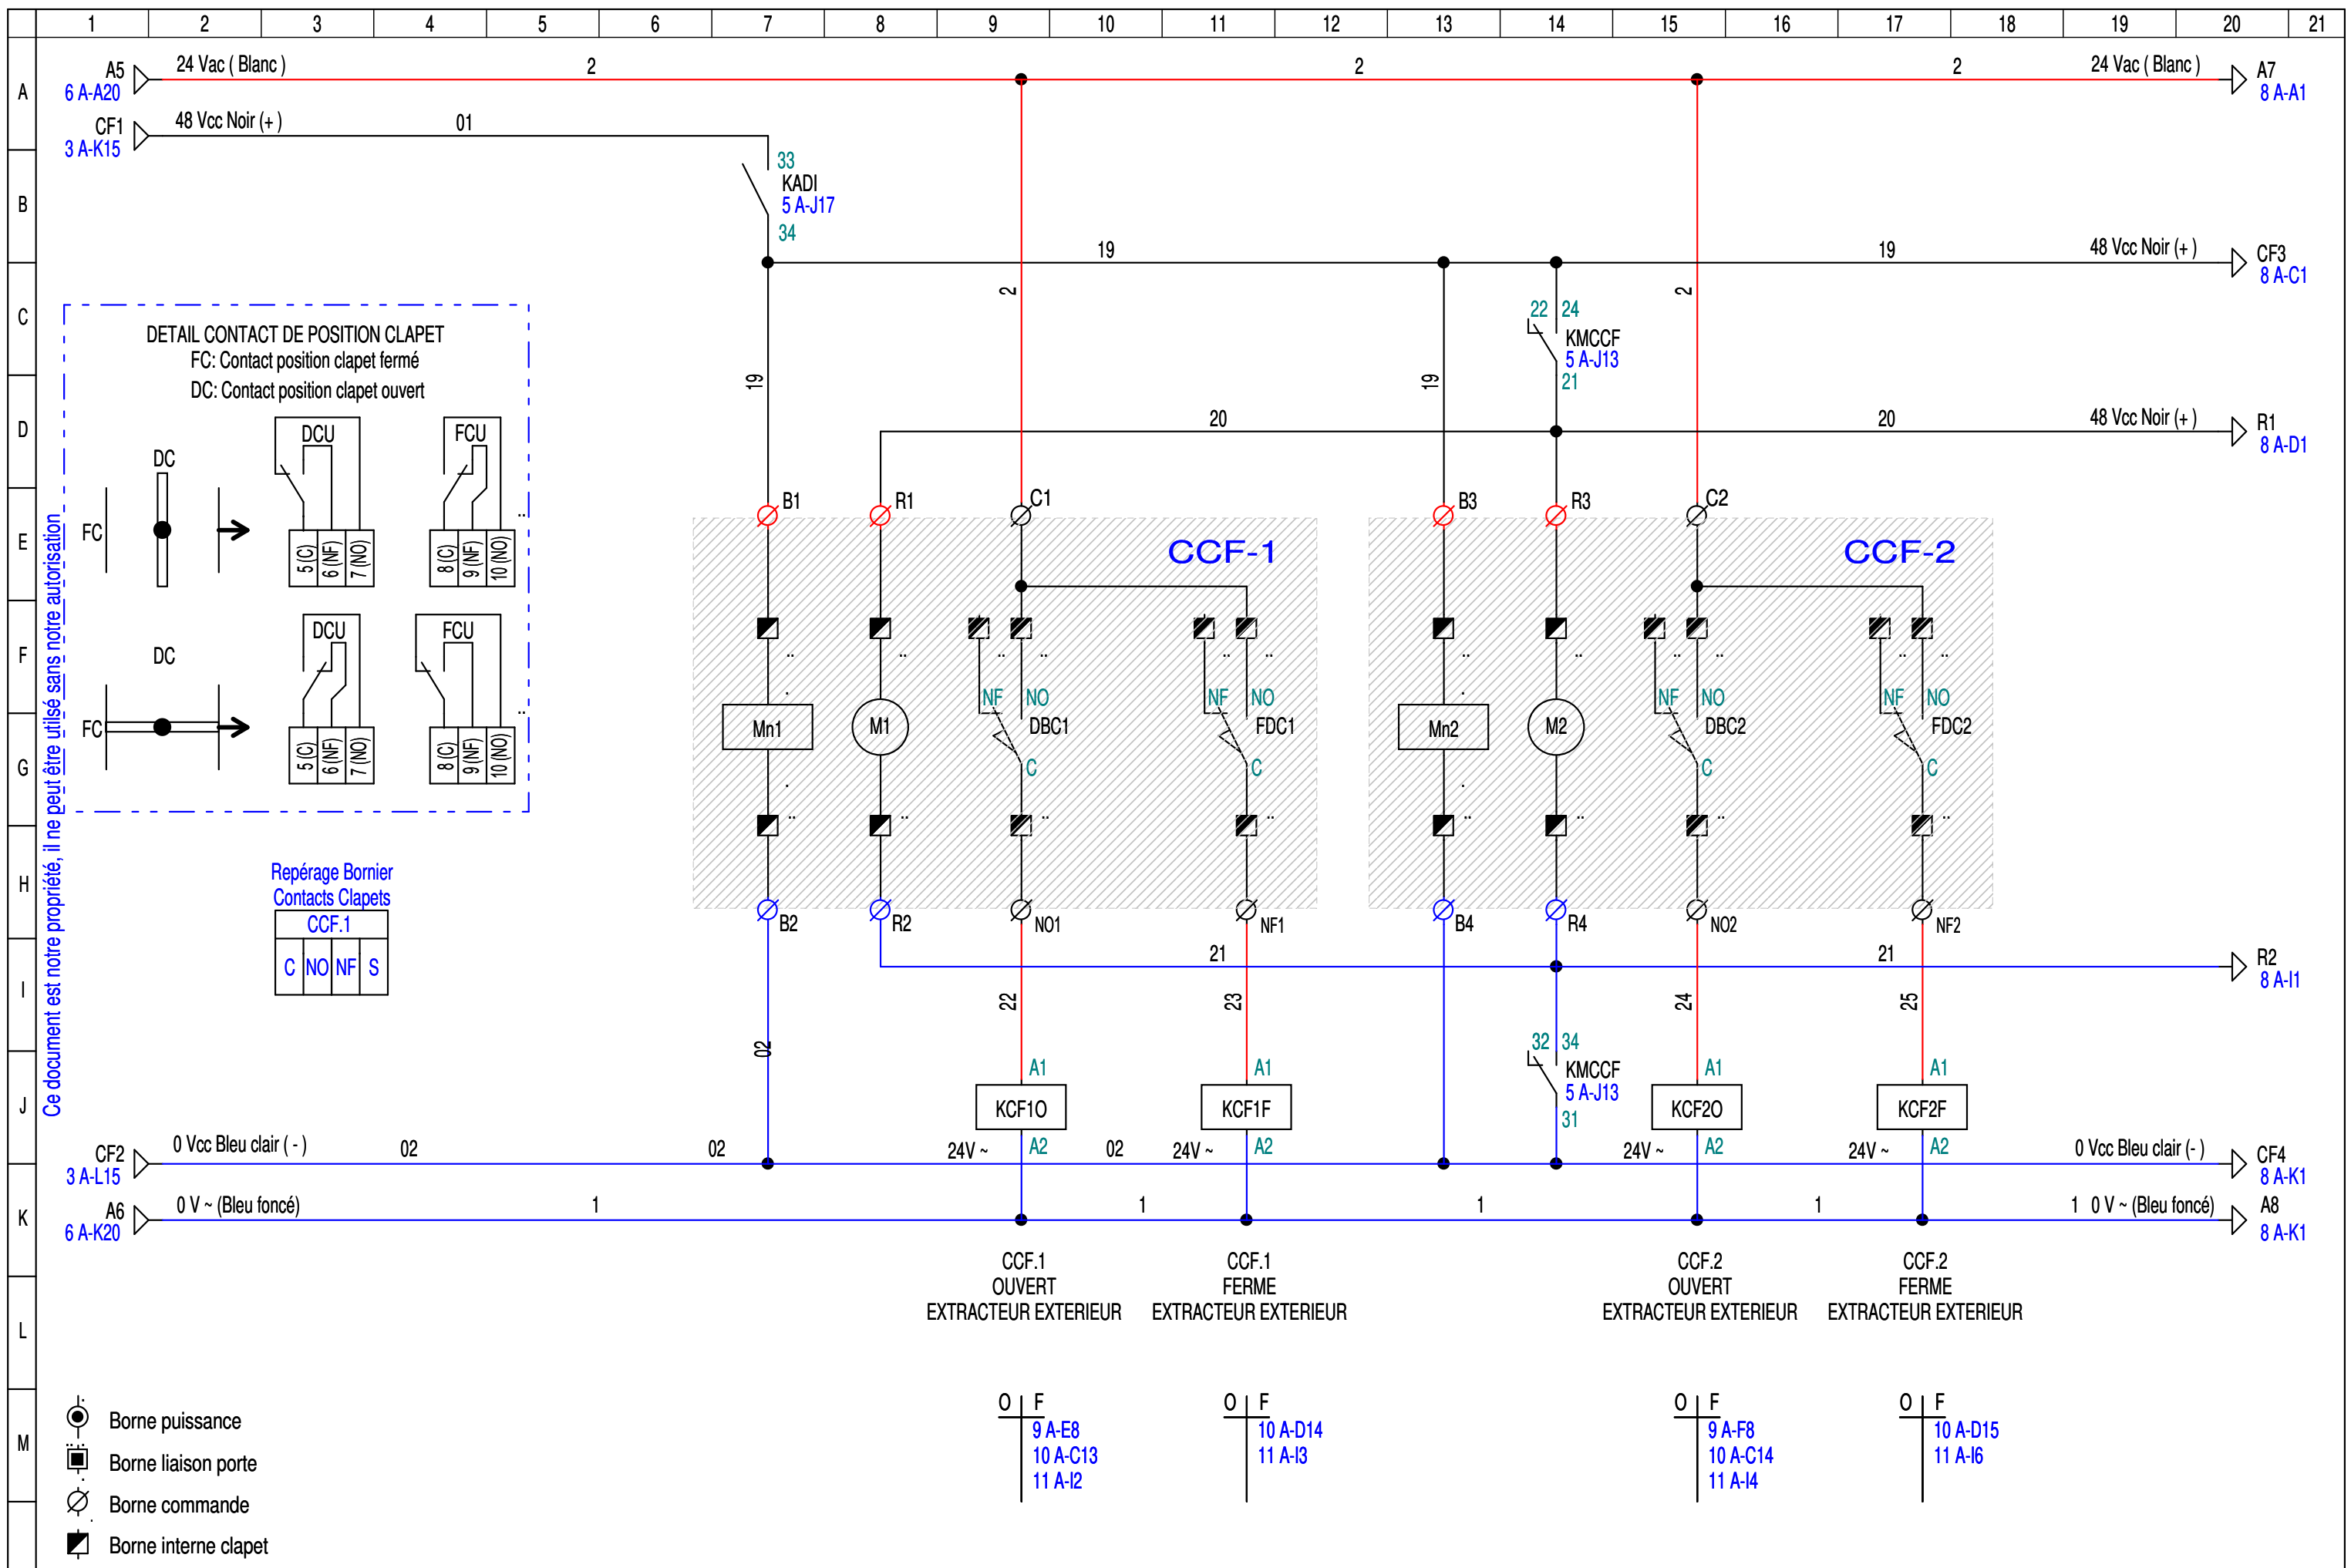 1 2 3 4 5 6 7 8 9 10 11 12 13 14 15 16 17 18 19 20 21
A
B
C
D
E
F
G
H
I
J
K
L
M
A5
6 A-A20
24 Vac ( Blanc )
2
2
2
24 Vac ( Blanc )
A7
8 A-A1
CF1
3 A-K15
48 Vcc Noir (+ )
01
33
KADI
5 A-J17
34
19
19
48 Vcc Noir (+ )
CF3
8 A-C1
2
2
22 24
KMCCF
5 A-J13
21
19
19
20
20
48 Vcc Noir (+ )
R1
8 A-D1
DETAIL CONTACT DE POSITION CLAPET
FC: Contact position clapet fermé
DC: Contact position clapet ouvert
DC
FC
DCU
5 (C)
6 (NF)
7 (NO)
FCU
8 (C)
9 (NF)
10 (NO)
DC
FC
DCU
5 (C)
6 (NF)
7 (NO)
FCU
8 (C)
9 (NF)
10 (NO)
Ce document est notre propriété, il ne peut être utilsé sans notre autorisation
Repérage Bornier
Contacts Clapets
CCF.1
C NO NF S
B1
R1
C1
CCF-1
Mn1
M1
NF NO
DBC1
C
NF NO
FDC1
C
B2
R2
NO1
NF1
B3
R3
C2
CCF-2
Mn2
M2
NF NO
DBC2
C
NF NO
FDC2
C
B4
R4
NO2
NF2
21
21
R2
8 A-I1
22
23
24
25
02
32 34
KMCCF
5 A-J13
31
A1
KCF1O
A2
24V ~
A1
KCF1F
A2
24V ~
A1
KCF2O
A2
24V ~
A1
KCF2F
A2
24V ~
CF2
3 A-L15
0 Vcc Bleu clair ( - )
02
02
02
0 Vcc Bleu clair (- )
CF4
8 A-K1
A6
6 A-K20
0 V ~ (Bleu foncé)
1
1
1
1
1
0 V ~ (Bleu foncé)
A8
8 A-K1
CCF.1
OUVERT
EXTRACTEUR EXTERIEUR
CCF.1
FERME
EXTRACTEUR EXTERIEUR
CCF.2
OUVERT
EXTRACTEUR EXTERIEUR
CCF.2
FERME
EXTRACTEUR EXTERIEUR
O F
9 A-E8
10 A-C13
11 A-I2
O F
10 A-D14
11 A-I3
O F
9 A-F8
10 A-C14
11 A-I4
O F
10 A-D15
11 A-I6
Borne puissance
Borne liaison porte
Borne commande
Borne interne clapet